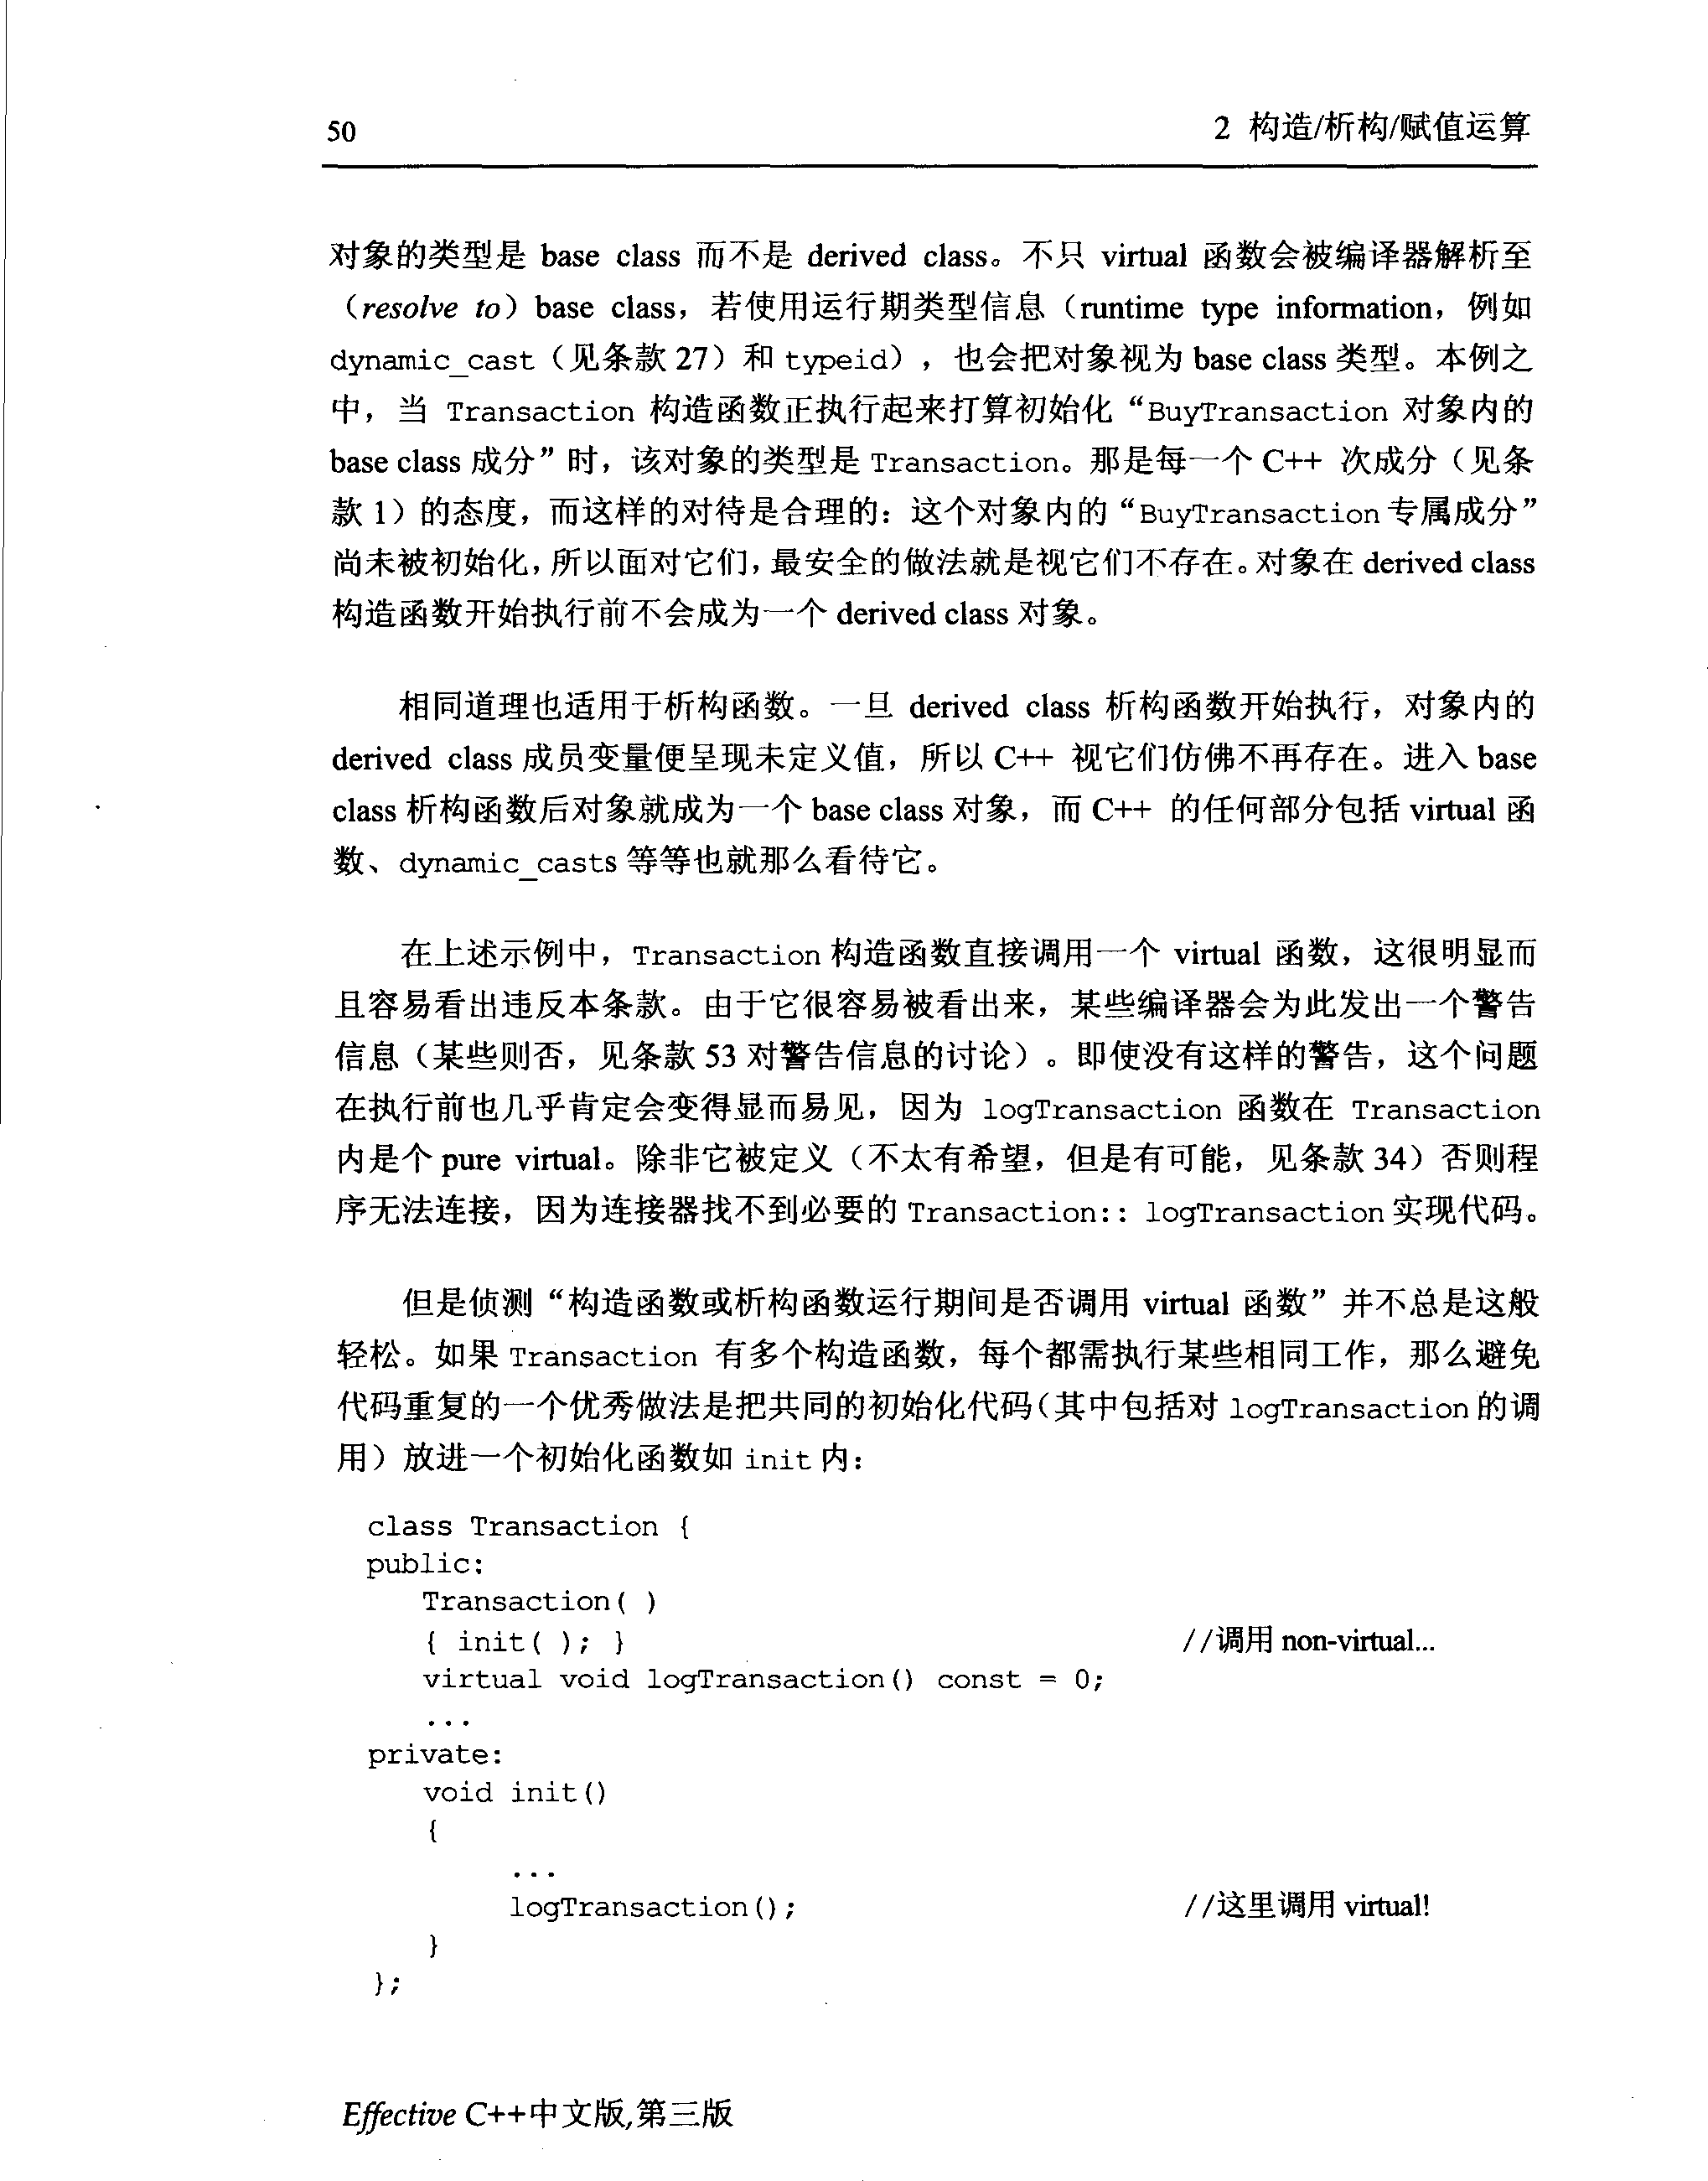 50
2 构造/析构/赋值运算
对象的类型是 base class 而不是 derived class。不只 virtual 函数会被编译器解析至
（resolve to）base class，若使用运行期类型信息（runtime type information，例如
dynamic_cast（见条款 27）和 typeid），也会把对象视为 base class 类型。本例之
中，当 Transaction 构造函数正执行起来打算初始化“BuyTransaction 对象内的
base class 成分”时，该对象的类型是 Transaction。那是每一个 C++ 次成分（见条
款 1）的态度，而这样的对待是合理的：这个对象内的“BuyTransaction 专属成分”
尚未被初始化，所以面对它们，最安全的做法就是视它们不存在。对象在 derived class
构造函数开始执行前不会成为一个 derived class 对象。
相同道理也适用于析构函数。一旦 derived class 析构函数开始执行，对象内的
derived class 成员变量便呈现未定义值，所以 C++ 视它们仿佛不再存在。进入 base
class 析构函数后对象就成为一个 base class 对象，而 C++ 的任何部分包括 virtual 函
数、dynamic_casts 等等也就那么看待它。
在上述示例中，Transaction 构造函数直接调用一个 virtual 函数，这很明显而
且容易看出违反本条款。由于它很容易被看出来，某些编译器会为此发出一个警告
信息（某些则否，见条款 53 对警告信息的讨论）。即使没有这样的警告，这个问题
在执行前也几乎肯定会变得显而易见，因为 logTransaction 函数在 Transaction
内是个 pure virtual。除非它被定义（不太有希望，但是有可能，见条款 34）否则程
序无法连接，因为连接器找不到必要的 Transaction:: logTransaction 实现代码。
但是侦测“构造函数或析构函数运行期间是否调用 virtual 函数”并不总是这般
轻松。如果 Transaction 有多个构造函数，每个都需执行某些相同工作，那么避免
代码重复的一个优秀做法是把共同的初始化代码（其中包括对 logTransaction 的调
用）放进一个初始化函数如 init 内：
class Transaction {
public:
Transaction( )
{ init( ); } //调用 non-virtual...
virtual void logTransaction() const = 0;
...
private:
void init()
{
...
logTransaction(); //这里调用 virtual!
}
};
Effective C++中文版,第三版